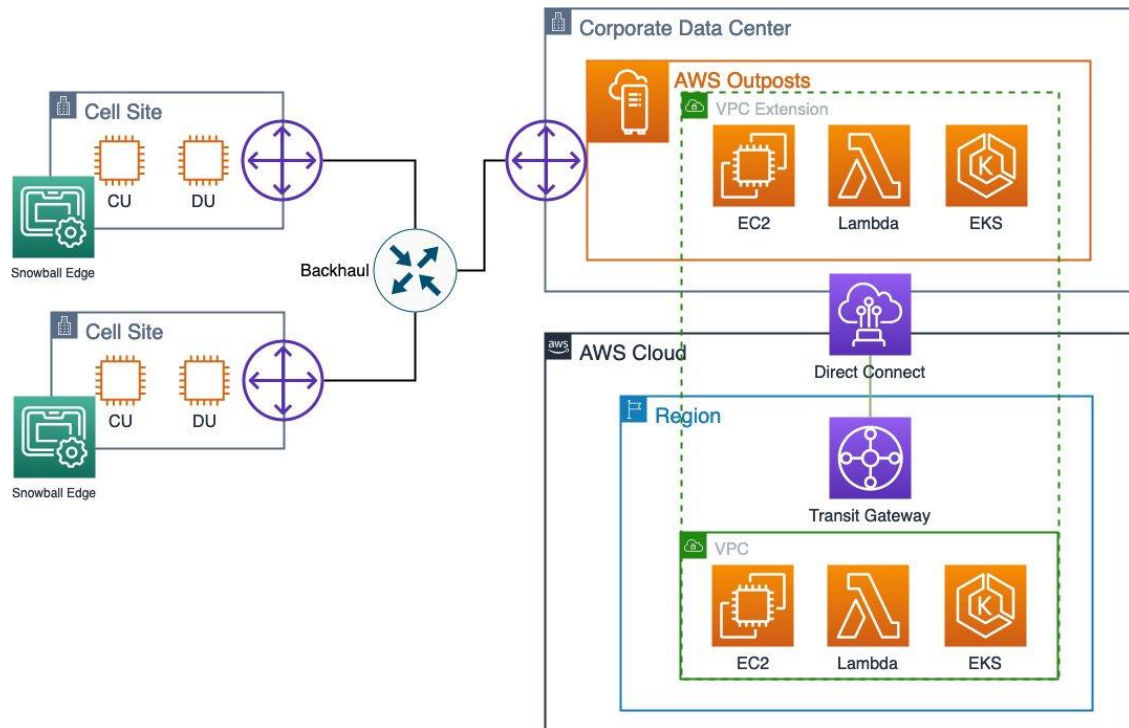 Corporate Data Center
AWS Outposts
VPC Extension
EC2
Lambda
EKS
Cell Site
CU
DU
Snowball Edge
Backhaul
Cell Site
CU
DU
Snowball Edge
Direct Connect
aws
AWS Cloud
Region
Transit Gateway
VPC
EC2
Lambda
EKS
K
K